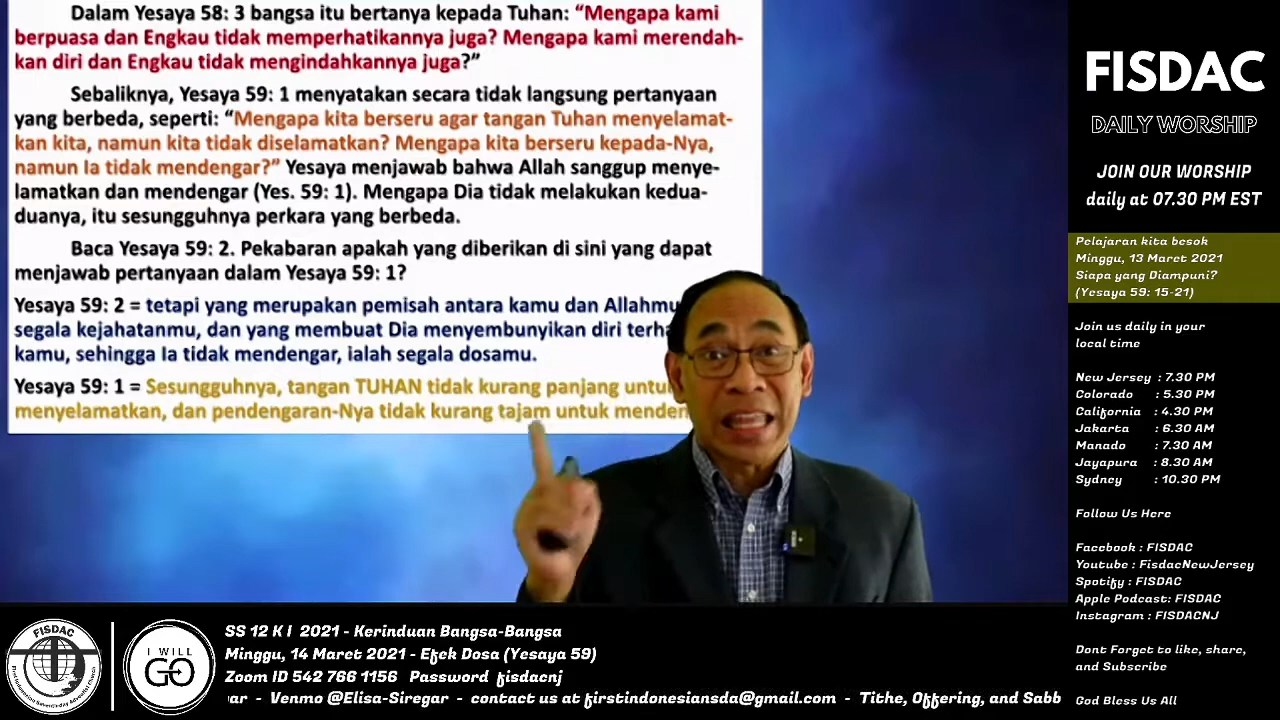 Dalam Yesaya 58: 3 bangsa itu bertanya kepada Tuhan: “Mengapa kami
berpuasa dan Engkau tidak memperhatikannya juga? Mengapa kami merendah-
kan diri dan Engkau tidak mengindahkannya juga?”
Sebaliknya, Yesaya 59: 1 menyatakan secara tidak langsung pertanyaan
yang berbeda, seperti: “Mengapa kita berseru agar tangan Tuhan menyelamat-
kan kita, namun kita tidak diselamatkan? Mengapa kita berseru kepada-Nya,
namun Ia tidak mendengar?” Yesaya menjawab bahwa Allah sanggup menye-
lamatkan dan mendengar (Yes. 59: 1). Mengapa Dia tidak melakukan kedua-
duanya, itu sesungguhnya perkara yang berbeda.
Baca Yesaya 59: 2. Pekabaran apakah yang diberikan di sini yang dapat
menjawab pertanyaan dalam Yesaya 59: 1?
Yesaya 59: 2 = tetapi yang merupakan pemisah antara kamu dan Allahmu
segala kejahatanmu, dan yang membuat Dia menyembunyikan diri
kamu, sehingga Ia tidak mendengar, ialah segala dosamu.
Yesaya 59: 1 = Sesungguhnya, tangan TUHAN tidak kurang panjang
menyelamatkan, dan pendengaran-Nya tidak kurang tajam untuk
FISDAC
DAILY WORSHIP
JOIN OUR WORSHIP
daily at 07.30 PM EST
Pelajaran kita besok
Minggu, 13 Maret 2021
Siapa yang Diampuni?
(Yesaya 59: 15-21)
Join us daily in your
local time
New Jersey : 7.30 PM
Colorado : 5.30 PM
California : 4.30 PM
Jakarta : 6.30 AM
Manado : 7.30 AM
Jayapura : 8.30 AM
Sydney : 10.30 PM
Follow Us Here
Facebook : FISDAC
Youtube : FisdacNewJersey
Spotify : FISDAC
Apple Podcast: FISDAC
Instagram : FISDACNJ
Dont Forget to like, share,
and Subscribe
God Bless Us All
FISDAC
I WILL
GO
SS 12 K I 2021 - Kerinduan Bangsa-Bangsa
Minggu, 14 Maret 2021 - Efek Dosa (Yesaya 59)
Zoom ID 542 766 1156 Password fisdacnj
- Venmo @Elisa-Siregar - contact us at firstindonesiansda@gmail.com - Tithe, Offering, and Sabb